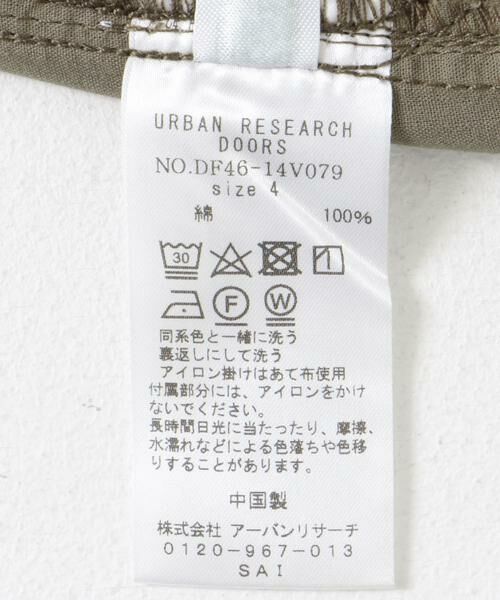 URBAN RESEARCH
DOORS
NO.DF46-14V079
size 4
綿 100%
30
F W
同系色と一緒に洗う
裏返しにして洗う
アイロン掛けはあて布使用
付属部分には、アイロンをかけ
ないでください。
長時間日光に当たったり、摩擦、
水濡れなどによる色落ちや色移
りすることがあります。
中国製
株式会社 アーバンリサーチ
0120-967-013
SAI